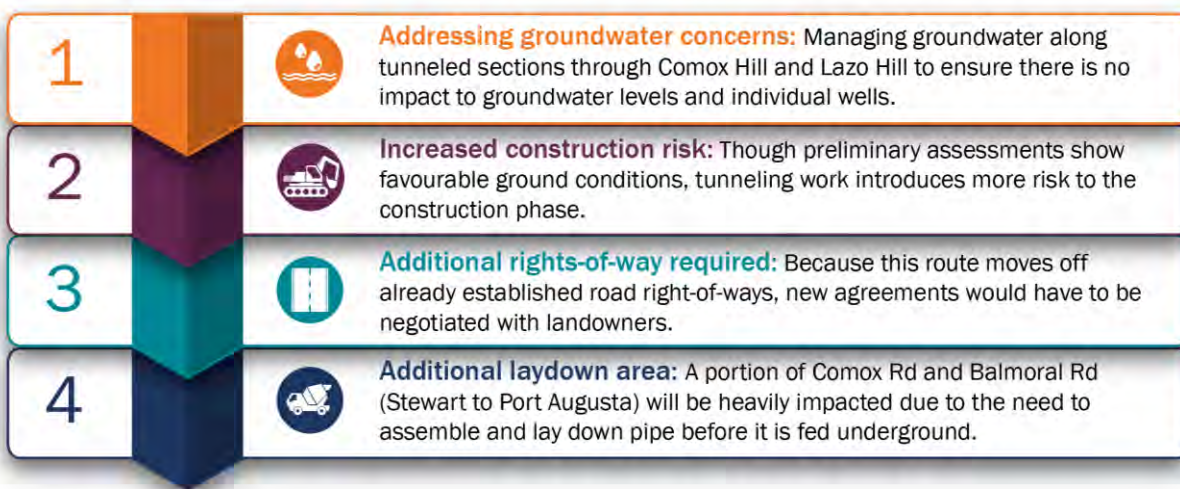 1
Addressing groundwater concerns: Managing groundwater along
tunneled sections through Comox Hill and Lazo Hill to ensure there is no
impact to groundwater levels and individual wells.
2
Increased construction risk: Though preliminary assessments show
favourable ground conditions, tunneling work introduces more risk to the
construction phase.
3
Additional rights-of-way required: Because this route moves off
already established road right-of-ways, new agreements would have to be
negotiated with landowners.
4
Additional laydown area: A portion of Comox Rd and Balmoral Rd
(Stewart to Port Augusta) will be heavily impacted due to the need to
assemble and lay down pipe before it is fed underground.